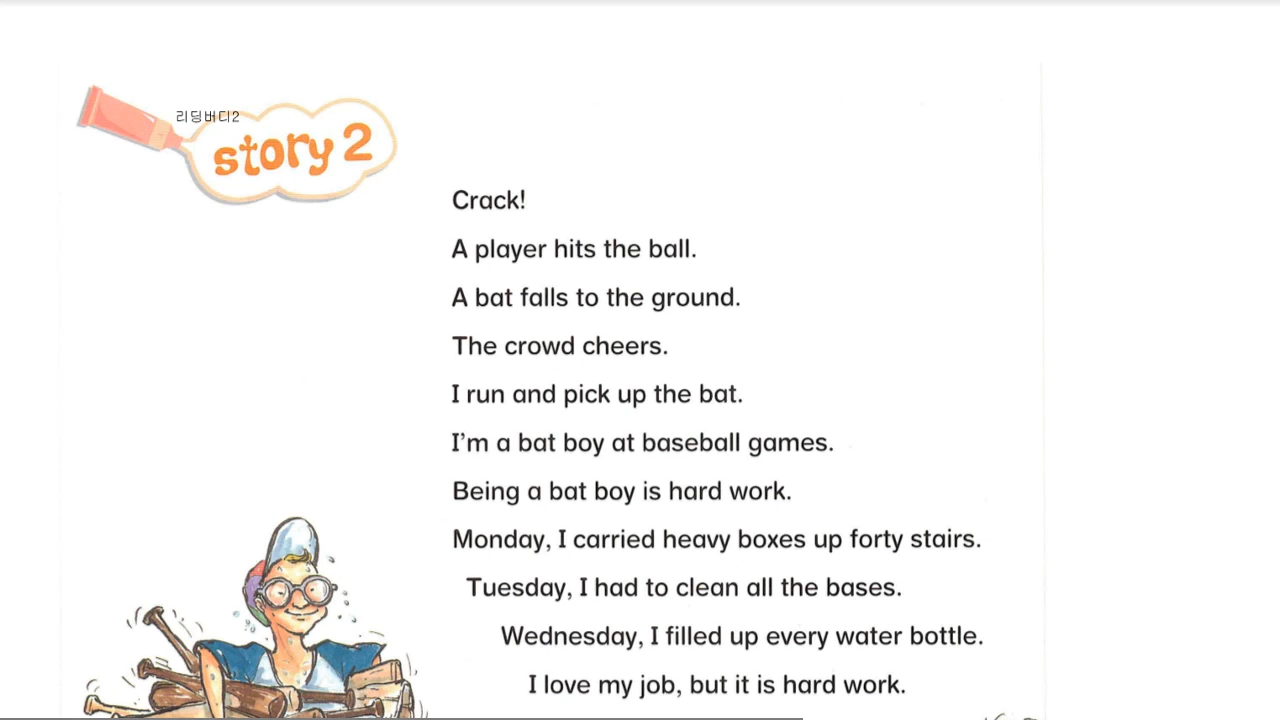 리딩버디2
story 2
Crack!
A player hits the ball.
A bat falls to the ground.
The crowd cheers.
I run and pick up the bat.
I'm a bat boy at baseball games.
Being a bat boy is hard work.
Monday, I carried heavy boxes up forty stairs.
Tuesday, I had to clean all the bases.
Wednesday, I filled up every water bottle.
I love my job, but it is hard work.